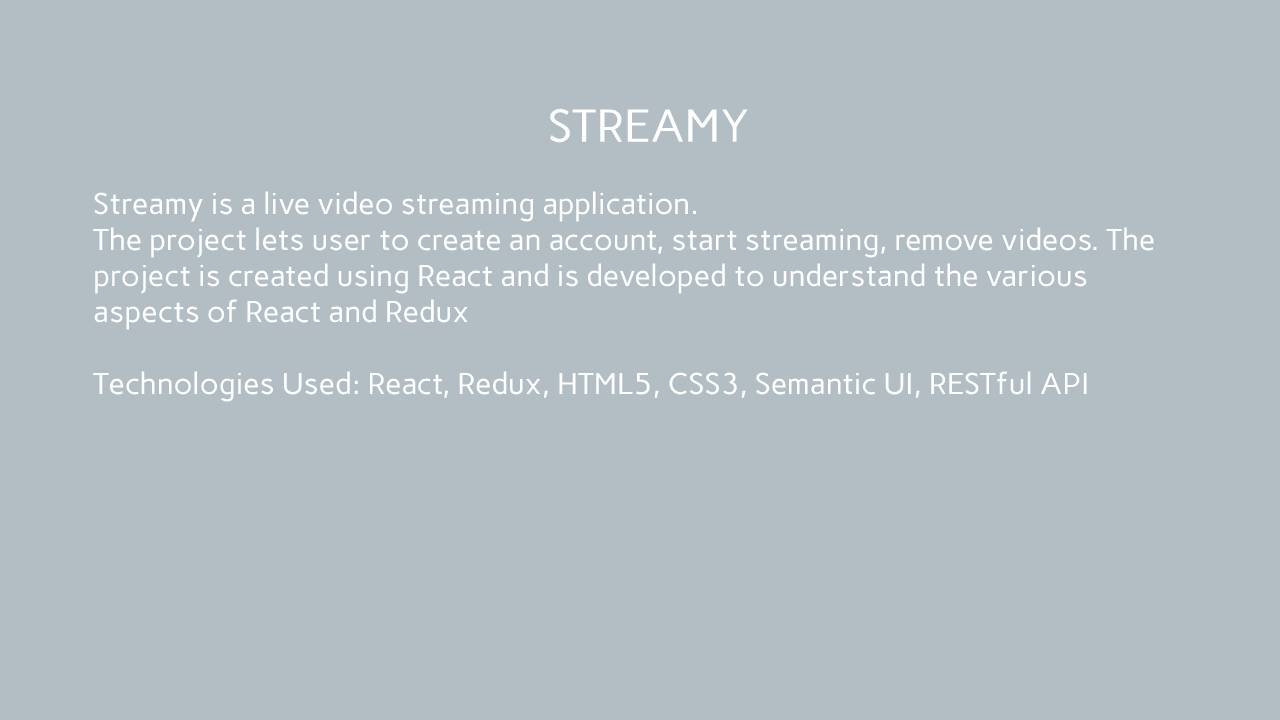 STREAMY
Streamy is a live video streaming application.
The project lets user to create an account, start streaming, remove videos. The
project is created using React and is developed to understand the various
aspects of React and Redux
Technologies Used: React, Redux, HTML5, CSS3, Semantic UI, RESTful API